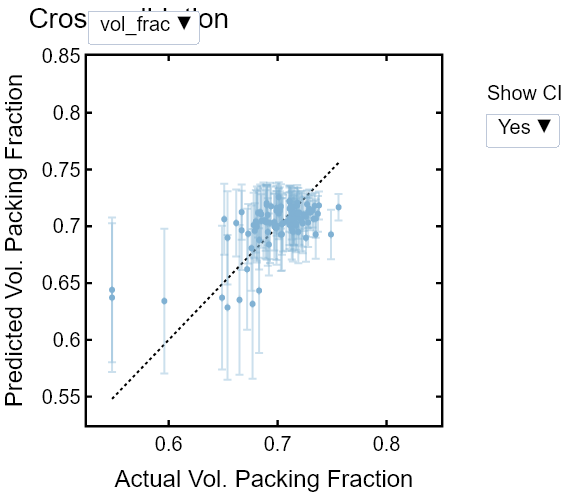 vol_frac ▼
Show CI
Yes ▼
Predicted Vol. Packing Fraction
0.85
0.8
0.75
0.7
0.65
0.6
0.55
0.6 0.7 0.8
Actual Vol. Packing Fraction